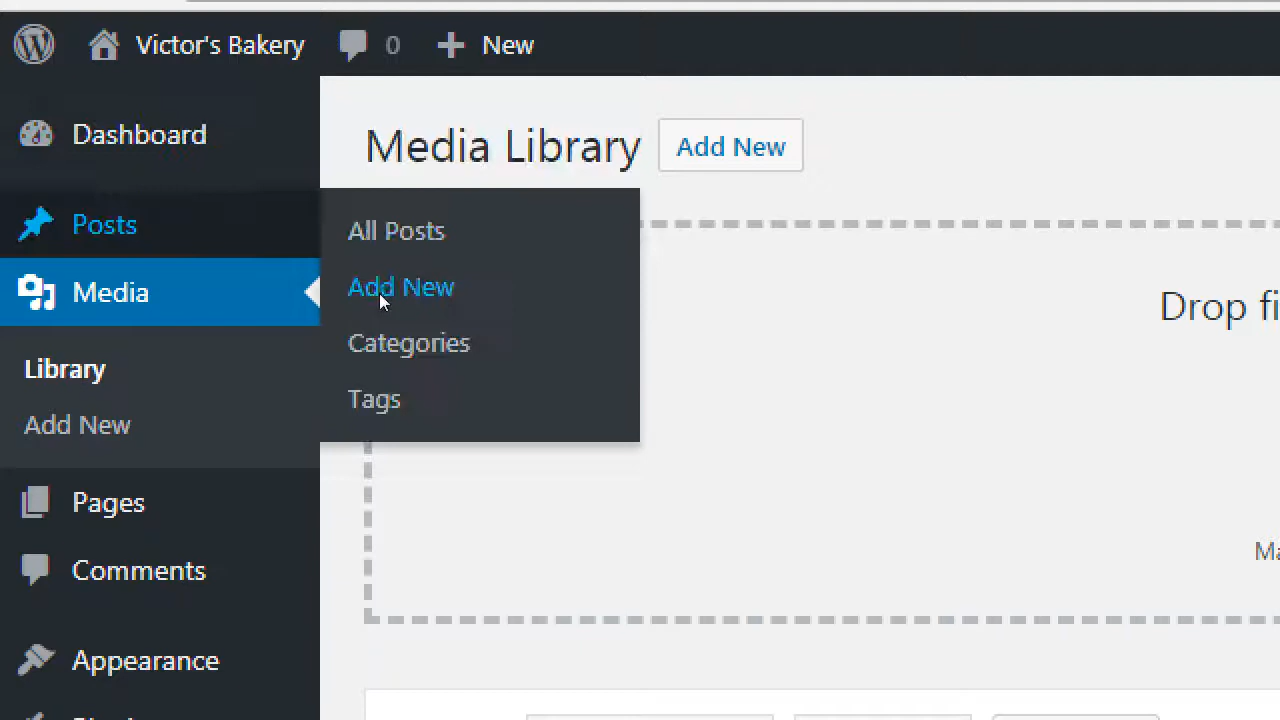 Victor's Bakery 0 New
Dashboard
Media Library Add New
Posts
All Posts
Add New
Categories
Tags
Media
Library
Add New
Pages
Comments
Appearance
Drop